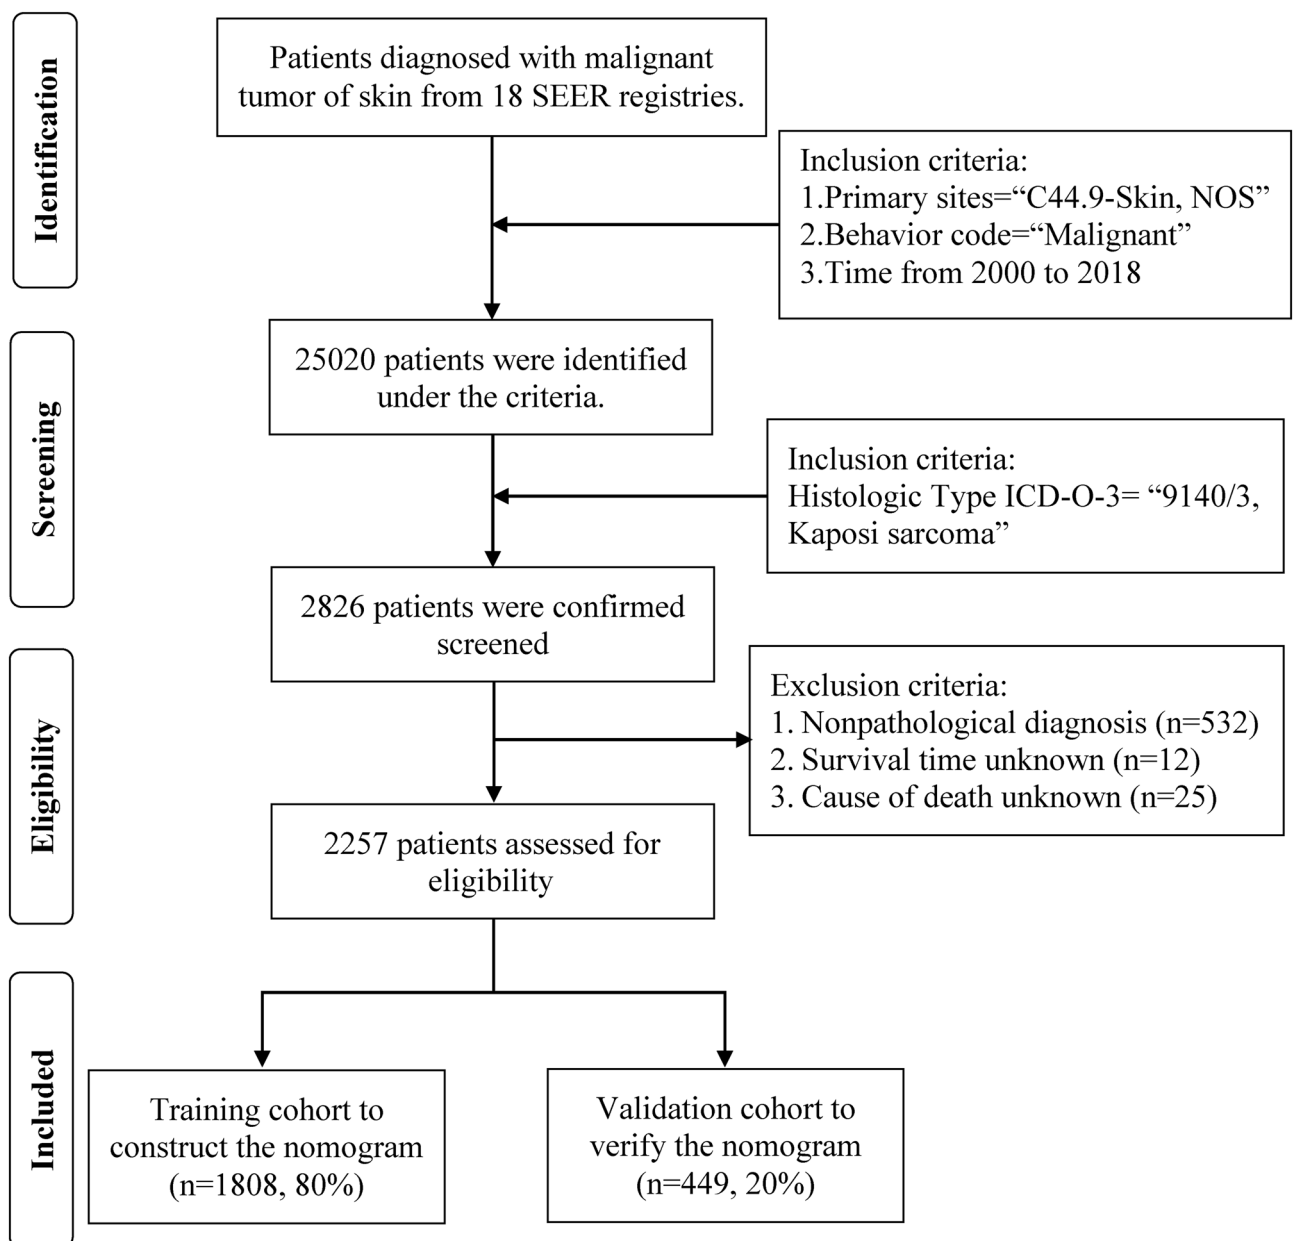 Identification
Patients diagnosed with malignant
tumor of skin from 18 SEER registries.
Inclusion criteria:
1.Primary sites=“C44.9-Skin, NOS”
2.Behavior code=“Malignant”
3.Time from 2000 to 2018
Screening
25020 patients were identified
under the criteria.
Inclusion criteria:
Histologic Type ICD-O-3= “9140/3,
Kaposi sarcoma”
2826 patients were confirmed
screened
Eligibility
Exclusion criteria:
1. Nonpathological diagnosis (n=532)
2. Survival time unknown (n=12)
3. Cause of death unknown (n=25)
2257 patients assessed for
eligibility
Included
Training cohort to
construct the nomogram
(n=1808, 80%)
Validation cohort to
verify the nomogram
(n=449, 20%)